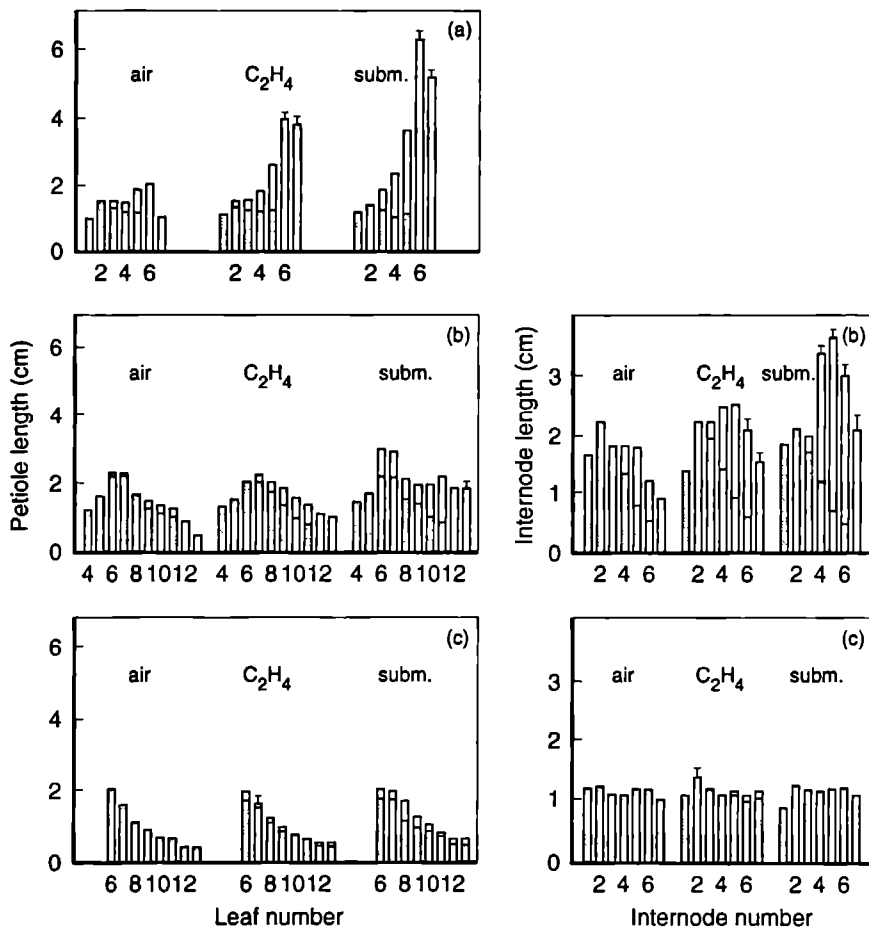 (a)
air C2H4 subm.
6
4
2
0
2 4 6 2 4 6 2 4 6
Petiole length (cm)
(b)
air C2H4 subm.
6
4
2
0
4 6 8 10 12 4 6 8 10 12 4 6 8 10 12
Internode length (cm)
(b)
air C2H4 subm.
3
2
1
0
2 4 6 2 4 6 2 4 6
(c)
air C2H4 subm.
6
4
2
0
6 8 10 12 6 8 10 12 6 8 10 12
Leaf number
(c)
air C2H4 subm.
3
2
1
0
2 4 6 2 4 6 2 4 6
Internode number